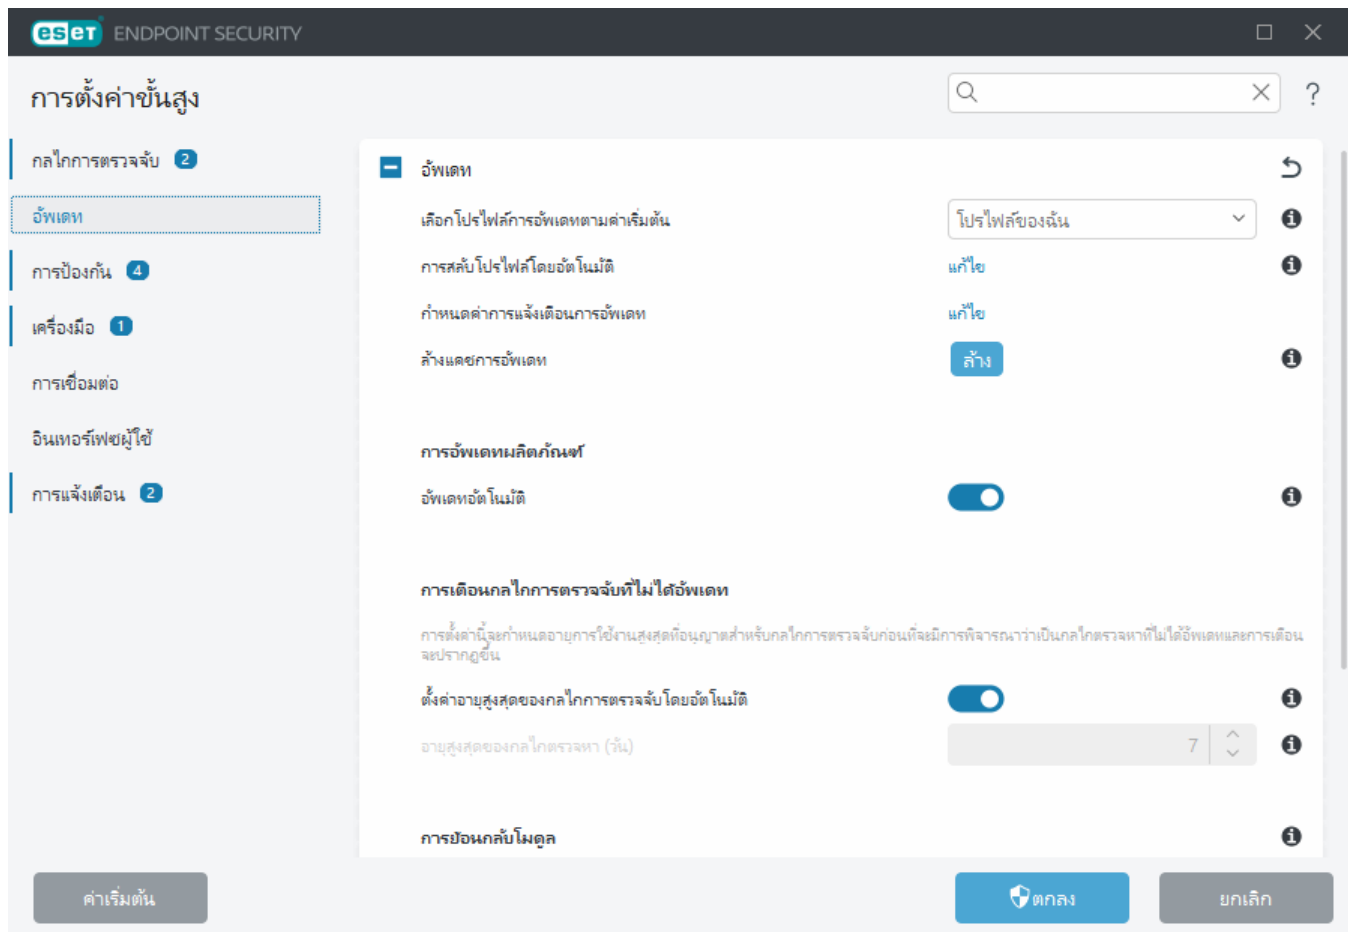 eset ENDPOINT SECURITY
การตั้งค่าขั้นสูง
?
กลไกการตรวจจับ 2
อัพเดท
การป้องกัน 4
เครื่องมือ 1
การเชื่อมต่อ
อินเทอร์เฟซผู้ใช้
การแจ้งเตือน 2
อัพเดท
เลือกโปรไฟล์การอัพเดทตามค่าเริ่มต้น
โปรไฟล์ของฉัน
การสลับโปรไฟล์โดยอัตโนมัติ
แก้ไข
กำหนดค่าการแจ้งเตือนการอัพเดท
แก้ไข
ล้างแคชการอัพเดท
ล้าง
การอัพเดทผลิตภัณฑ์
อัพเดทอัตโนมัติ
การเตือนกลไกการตรวจจับที่ไม่ได้อัพเดท
การตั้งค่านี้จะกำหนดอายุการใช้งานสูงสุดที่อนุญาตสำหรับกลไกการตรวจจับก่อนที่จะมีการพิจารณาว่าเป็นกลไกตรวจหาที่ไม่ได้อัพเดทและการเตือน
จะปรากฏขึ้น
ตั้งค่าอายุสูงสุดของกลไกการตรวจจับโดยอัตโนมัติ
อายุสูงสุดของกลไกตรวจหา (วัน)
7
การย้อนกลับโมดูล
ค่าเริ่มต้น
ตกลง
ยกเลิก